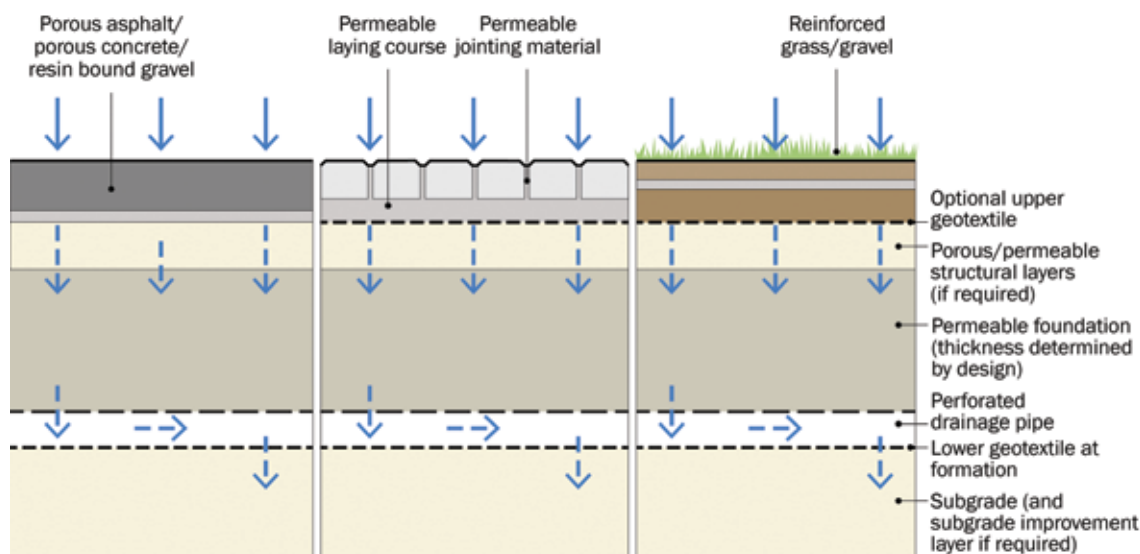 Porous asphalt/
porous concrete/
resin bound gravel
Permeable
laying course
Permeable
jointing material
Reinforced
grass/gravel
Optional upper
geotextile
Porous/permeable
structural layers
(if required)
Permeable foundation
(thickness determined
by design)
Perforated
drainage pipe
Lower geotextile at
formation
Subgrade (and
subgrade improvement
layer if required)